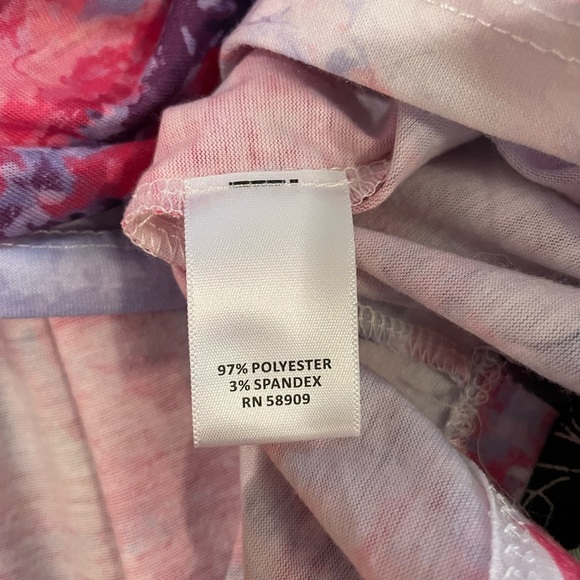 97% POLYESTER
3% SPANDEX
RN 58909